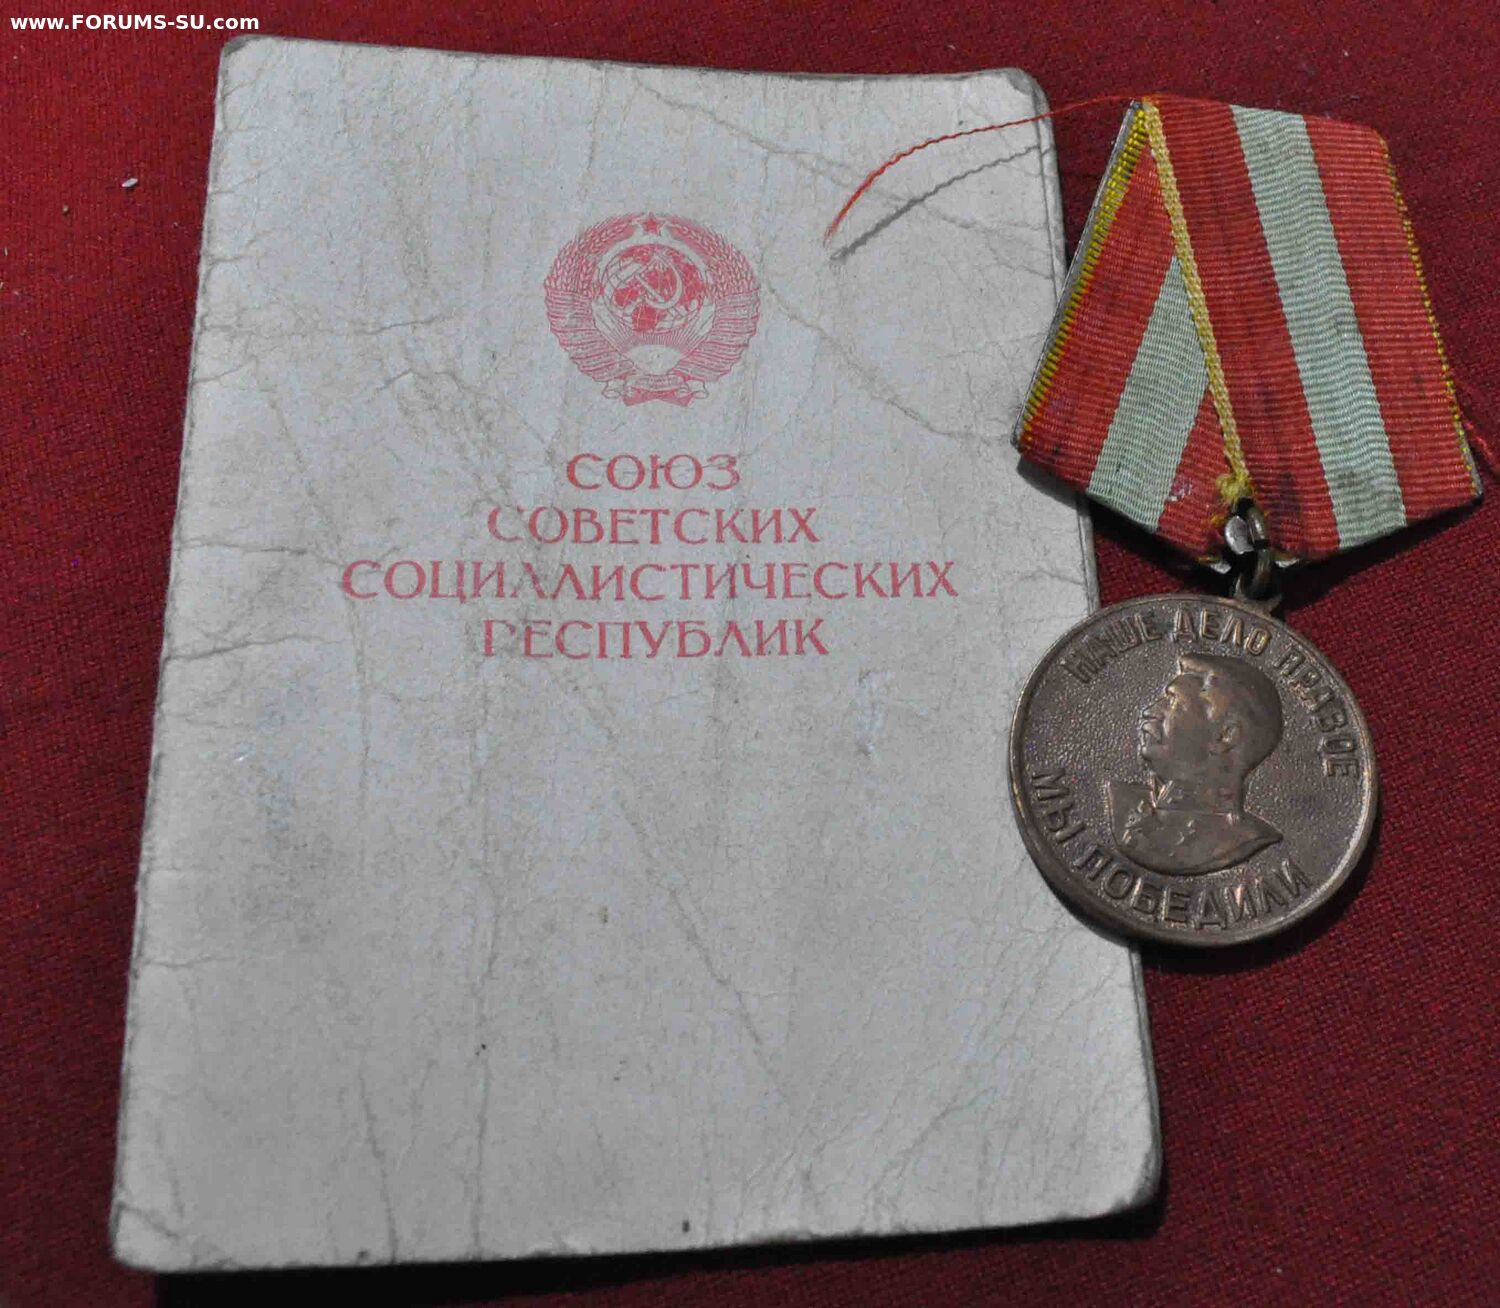 www.FORUMS-SU.com
СОЮЗ
СОВЕТСКИХ
СОЦИАЛИСТИЧЕСКИХ
РЕСПУБЛИК
НАШЕ ДЕЛО ПРАВОЕ
МЫ ПОБЕДИЛИ